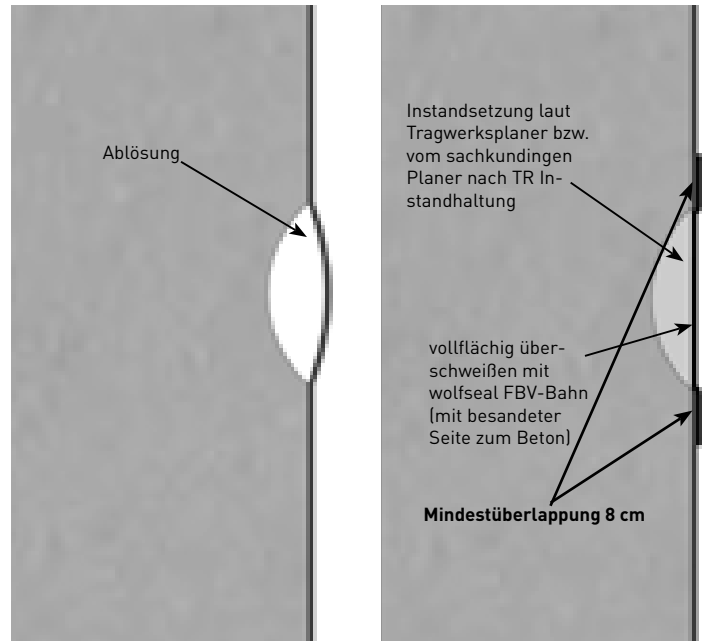 Ablösung
Instandsetzung laut
Tragwerksplaner bzw.
vom sachkundingen
Planer nach TR In-
standhaltung
vollflächig über-
schweißen mit
wolfseal FBV-Bahn
(mit besandeter
Seite zum Beton)
Mindestüberlappung 8 cm